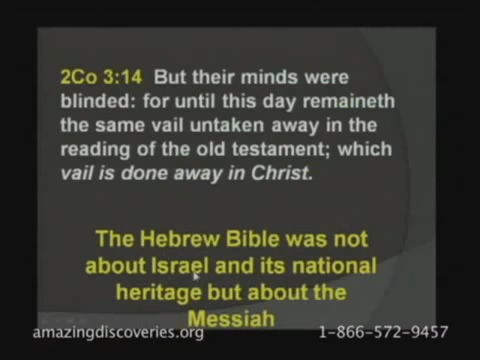 2Co 3:14 But their minds were
blinded: for until this day remaineth
the same vail untaken away in the
reading of the old testament; which
vail is done away in Christ.
The Hebrew Bible was not
about Israel and its national
heritage but about the
Messiah
amazingdiscoveries.org 1-866-572-9457